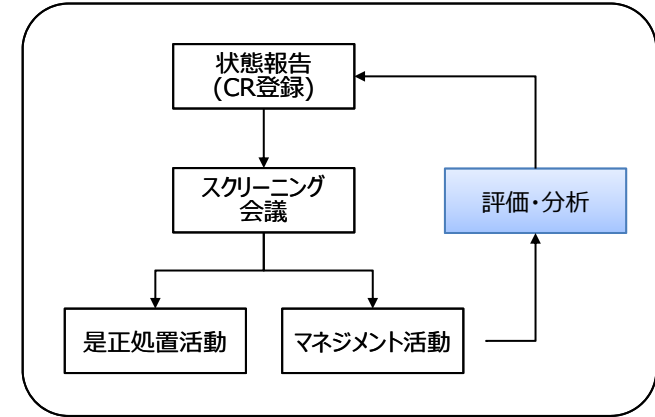 状態報告
(CR登録)
スクリーニング
会議
評価・分析
是正処置活動
マネジメント活動